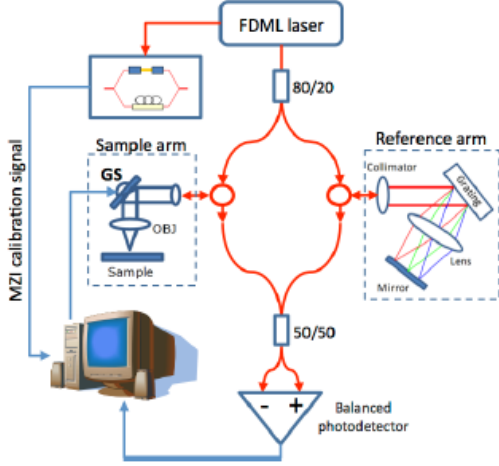 FDML laser
80/20
Sample arm
Reference arm
Collimator
Grating
GS
OBJ
Lens
Sample
Mirror
MZI calibration signal
50/50
- +
Balanced
photodetector